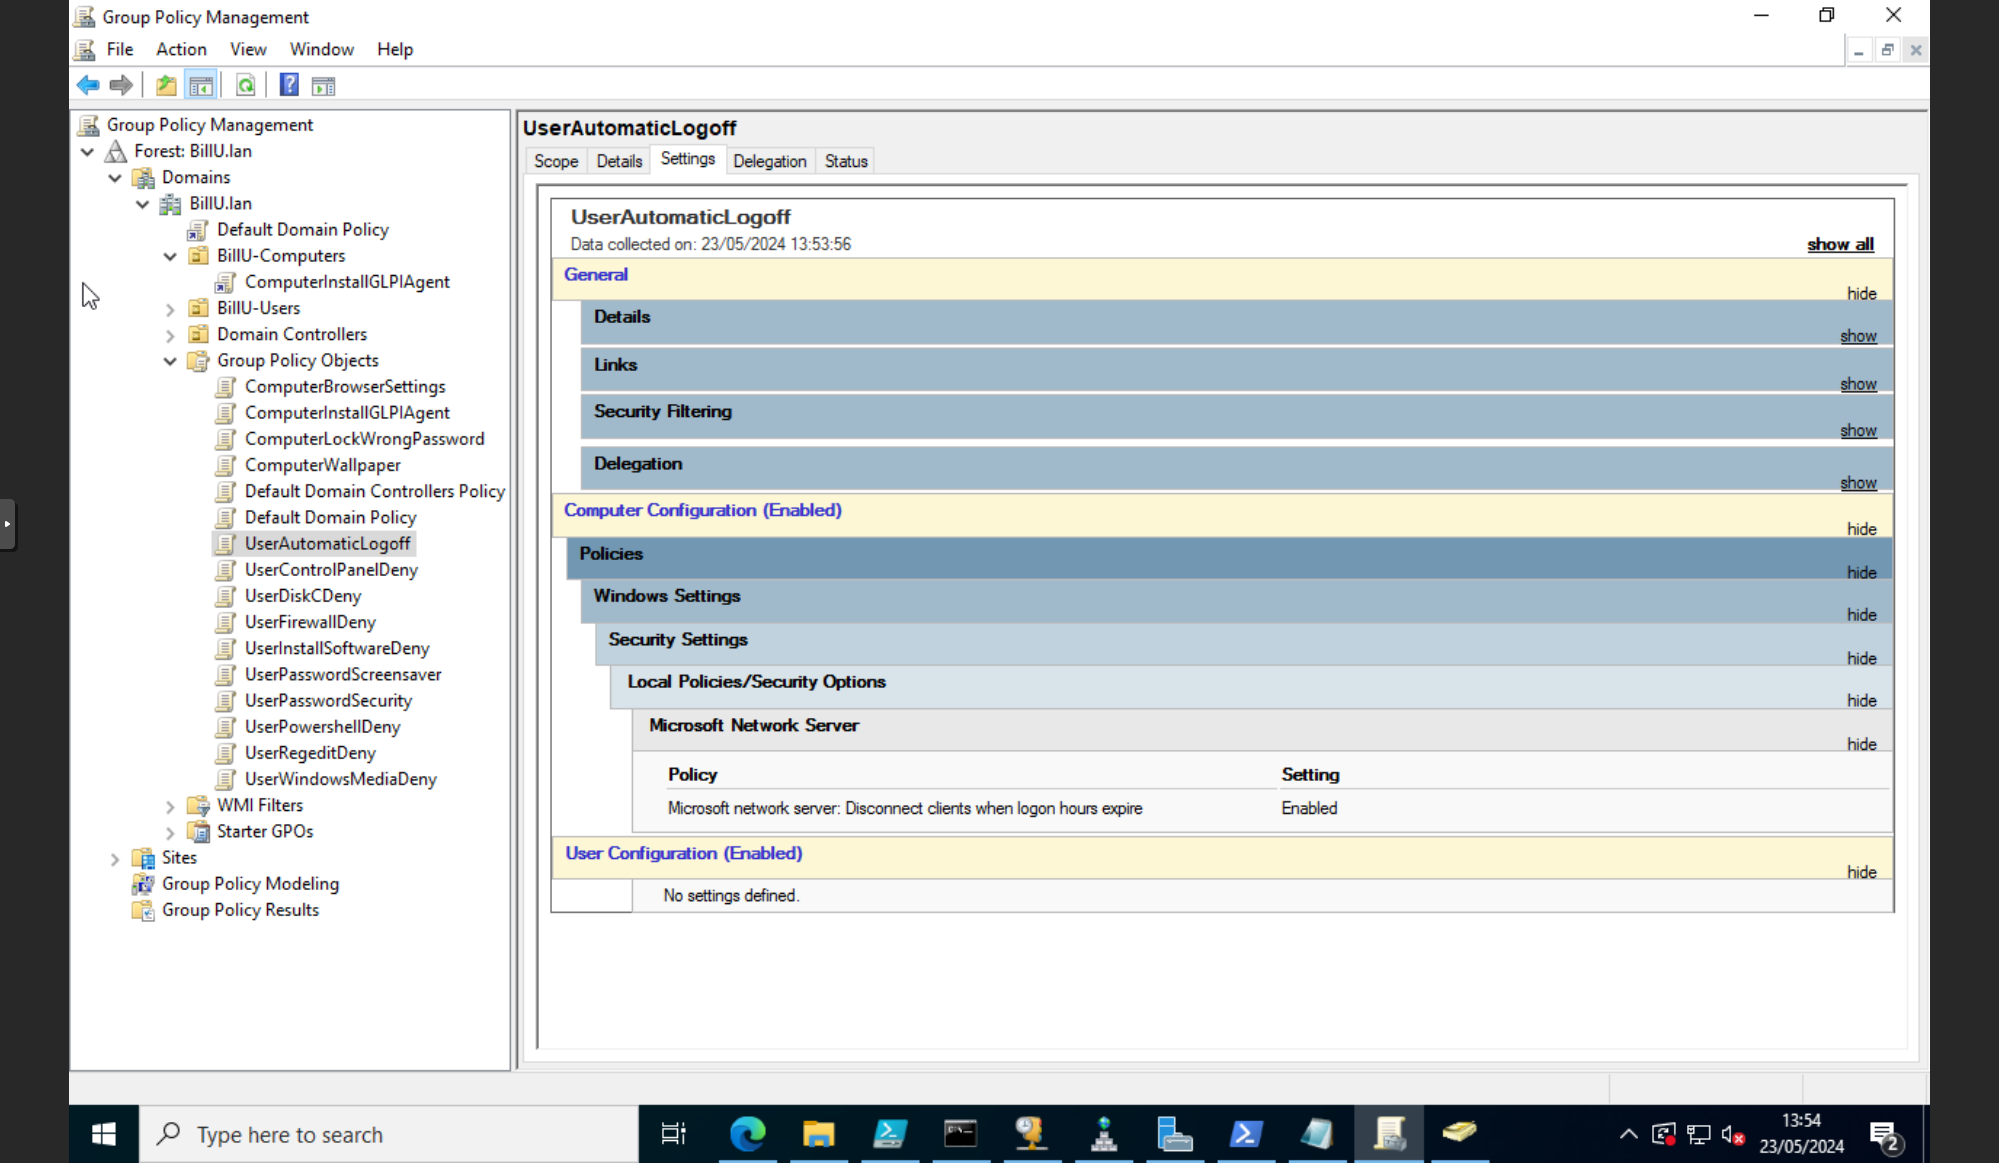 Group Policy Management
File Action View Window Help
Group Policy Management
Forest: BillU.lan
Domains
BillU.lan
Default Domain Policy
BillU-Computers
ComputerInstallGLPIAgent
BillU-Users
Domain Controllers
Group Policy Objects
ComputerBrowserSettings
ComputerInstallGLPIAgent
ComputerLockWrongPassword
ComputerWallpaper
Default Domain Controllers Policy
Default Domain Policy
UserAutomaticLogoff
UserControlPanelDeny
UserDiskCDeny
UserFirewallDeny
UserInstallSoftwareDeny
UserPasswordScreensaver
UserPasswordSecurity
UserPowershellDeny
UserRegeditDeny
UserWindowsMediaDeny
WMI Filters
Starter GPOs
Sites
Group Policy Modeling
Group Policy Results
UserAutomaticLogoff
Scope Details Settings Delegation Status
UserAutomaticLogoff
Data collected on: 23/05/2024 13:53:56 show all
General
hide
Details
show
Links
show
Security Filtering
show
Delegation
show
Computer Configuration (Enabled)
hide
Policies
hide
Windows Settings
hide
Security Settings
hide
Local Policies/Security Options
hide
Microsoft Network Server
hide
Policy Setting
Microsoft network server: Disconnect clients when logon hours expire Enabled
User Configuration (Enabled)
hide
No settings defined.
Type here to search
13:54
23/05/2024
2